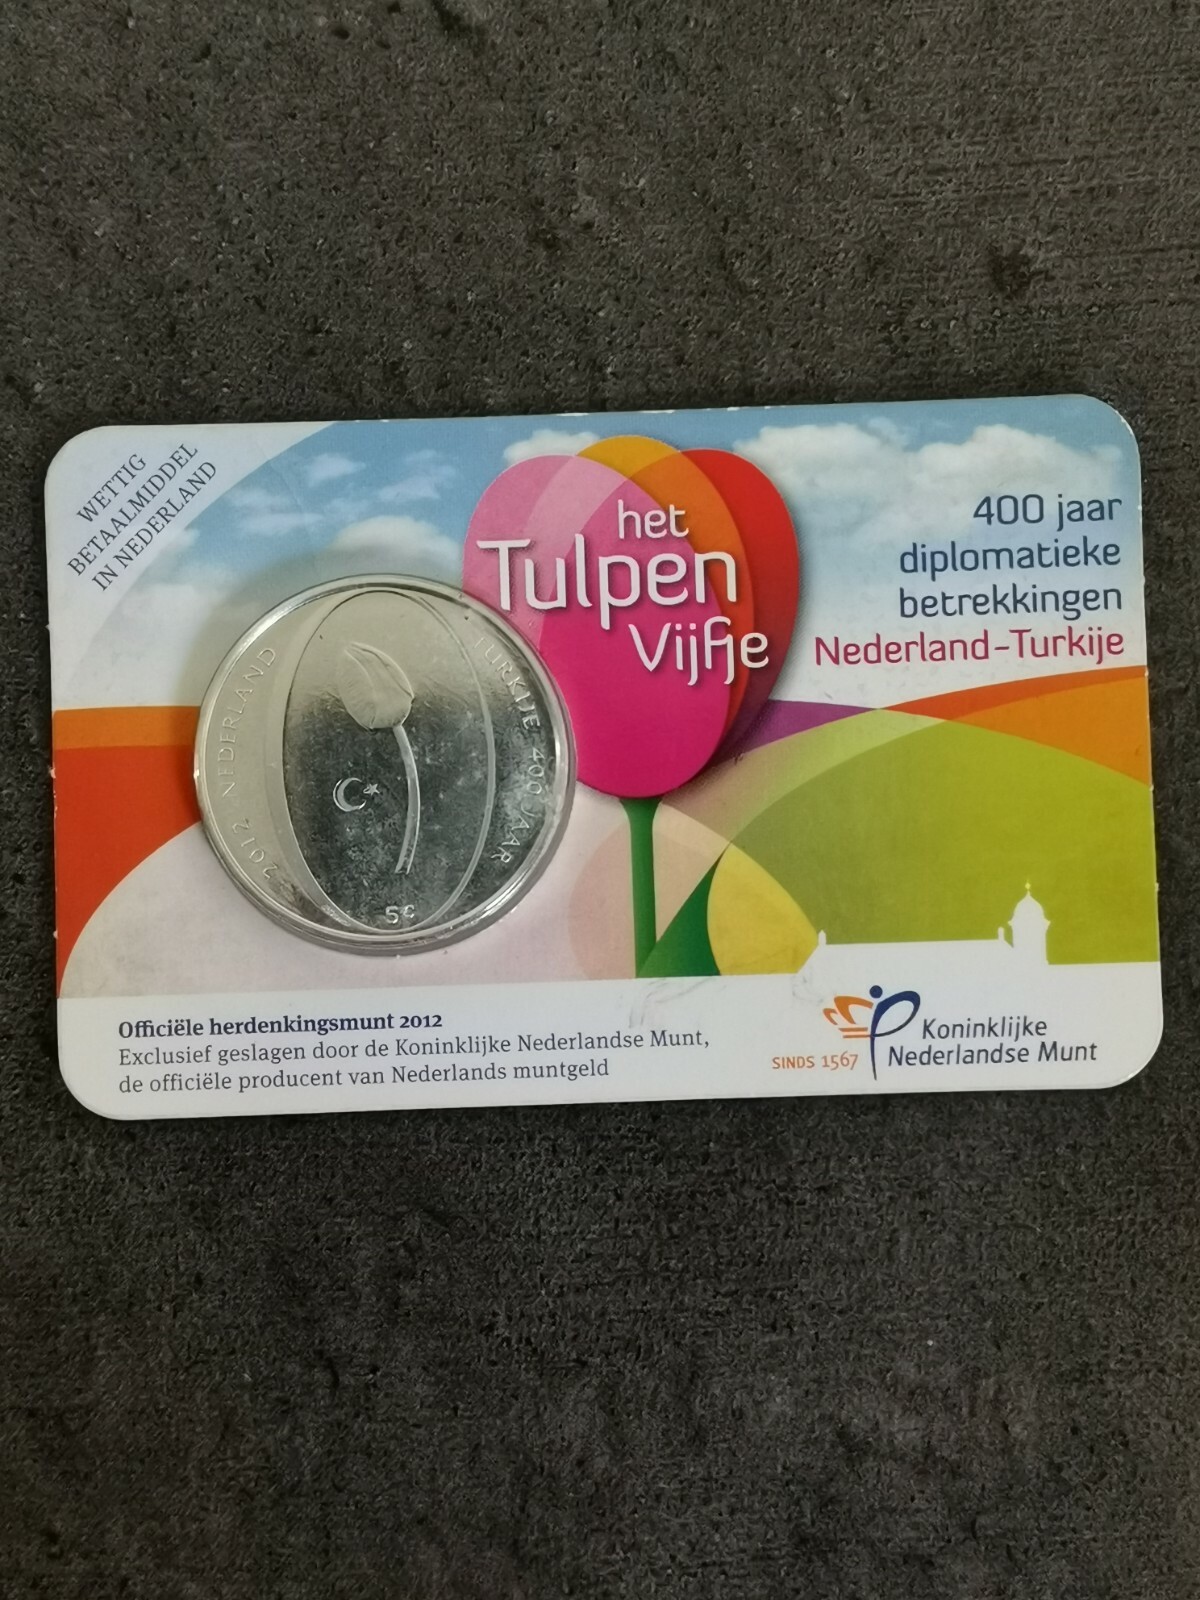 WETTIG
BETAALMIDDEL
IN NEDERLAND
het
Tulpen
Vijfje
400 jaar
diplomatieke
betrekkingen
Nederland-Turkije
2012 NEDERLAND
TURKIJE 400 JAAR
5€
Officiële herdenkingsmunt 2012
Exclusief geslagen door de Koninklijke Nederlandse Munt,
de officiële producent van Nederlands muntgeld
SINDS 1567
Koninklijke
Nederlandse Munt